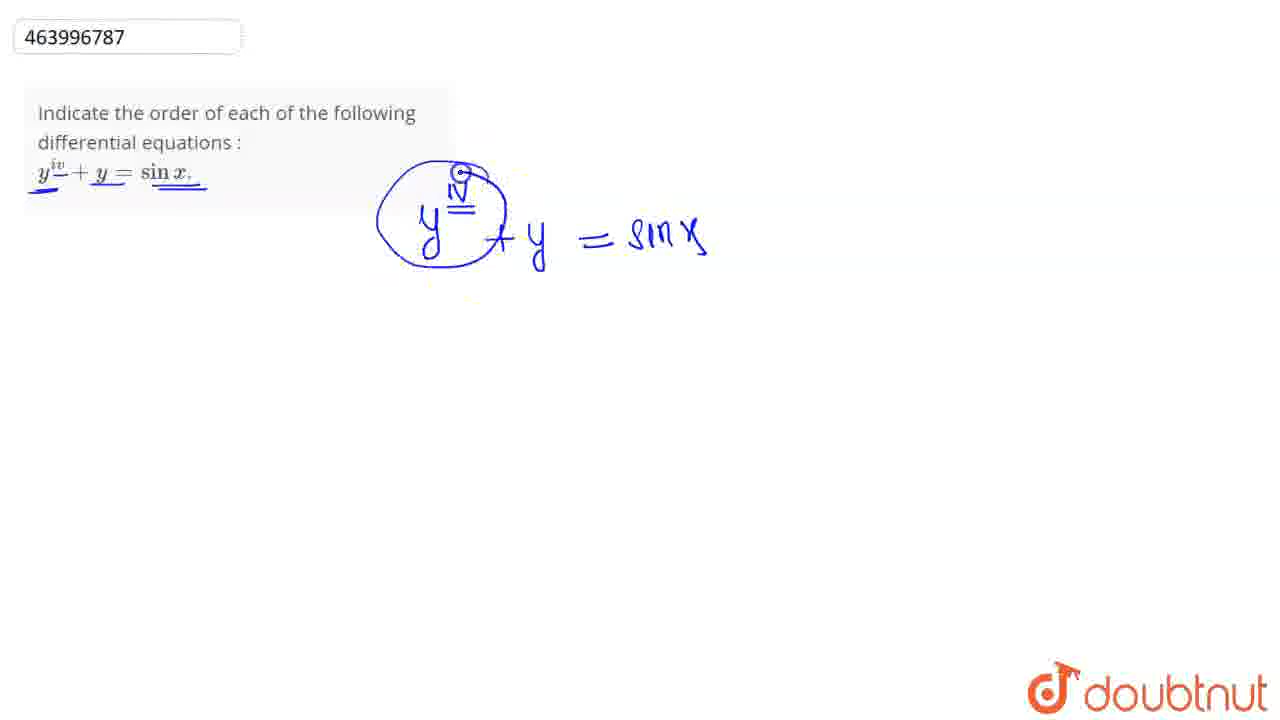 463996787
Indicate the order of each of the following
differential equations :
y^{iv} + y = sin x.
y^{IV} + y = sin x
doubtnut